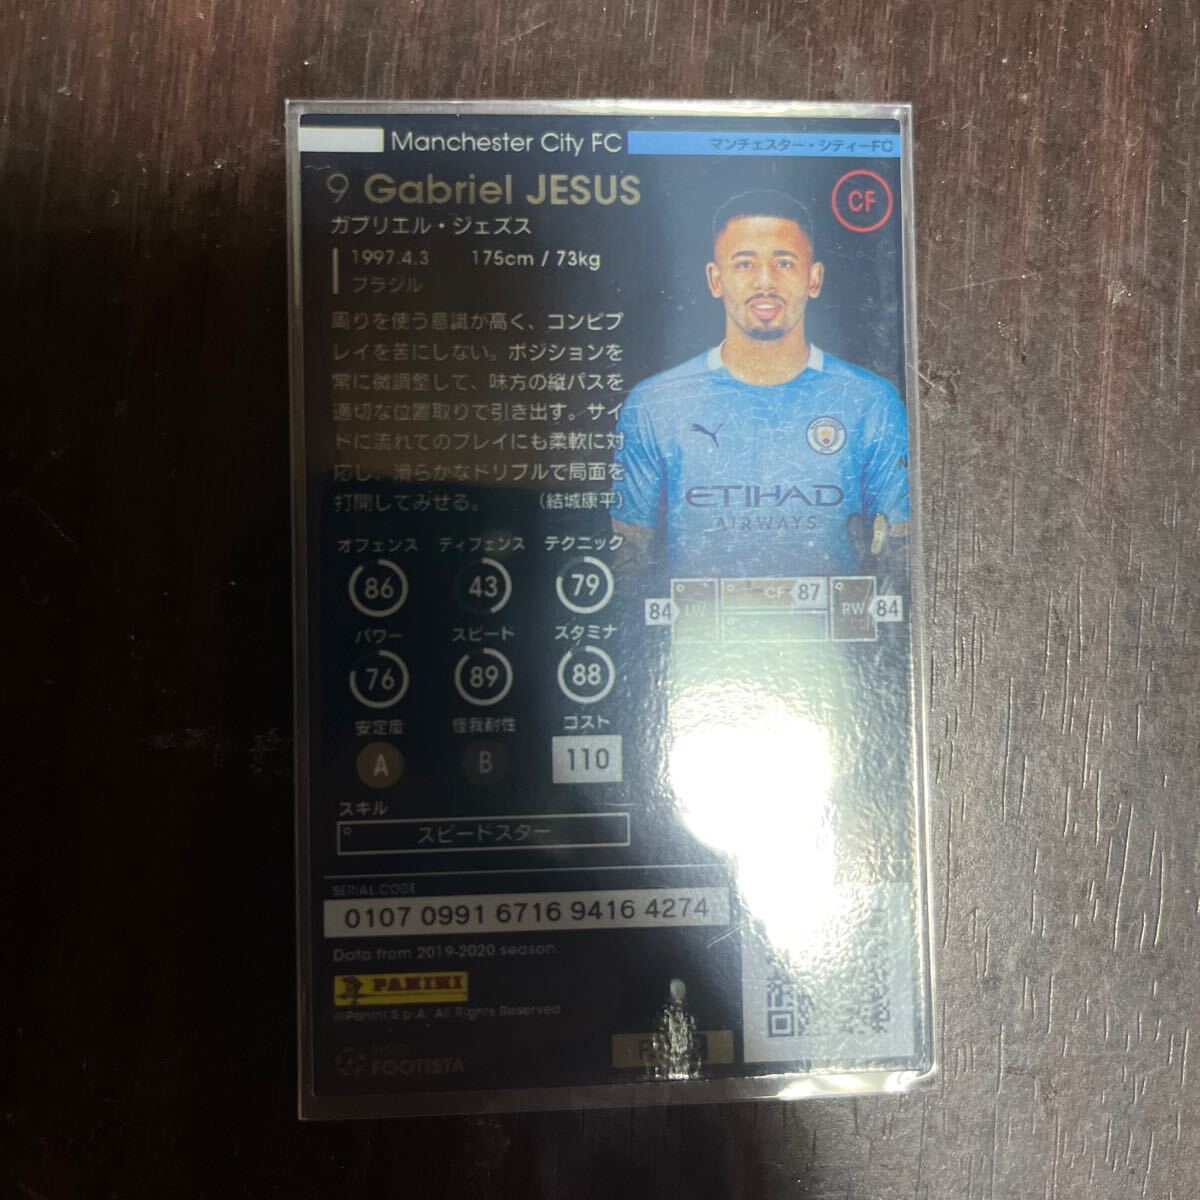 Manchester City FC
マンチェスター・シティーFC
9 Gabriel JESUS
CF
ガブリエル・ジェズス
1997.4.3 175cm / 73kg
ブラジル
周りを使う意識が高く、コンビプ
レイを苦にしない。ポジションを
常に微調整して、味方の縦パスを
適切な位置取りで引き出す。サイ
ドに流れてのプレイにも柔軟に対
応し、滑らかなドリブルで局面を
打開してみせる。 (結城康平)
ETIHAD
AIRWAYS
オフェンス ディフェンス テクニック
86 43 79
84 LW CF 87 RW 84
パワー スピード スタミナ
76 89 88
安定度 怪我耐性 コスト
A B 110
スキル
スピードスター
SERIAL CODE
0107 0991 6716 9416 4274
Data from 2019-2020 season.
PANINI
©Panini S.p.A. All Rights Reserved
FOOTISTA